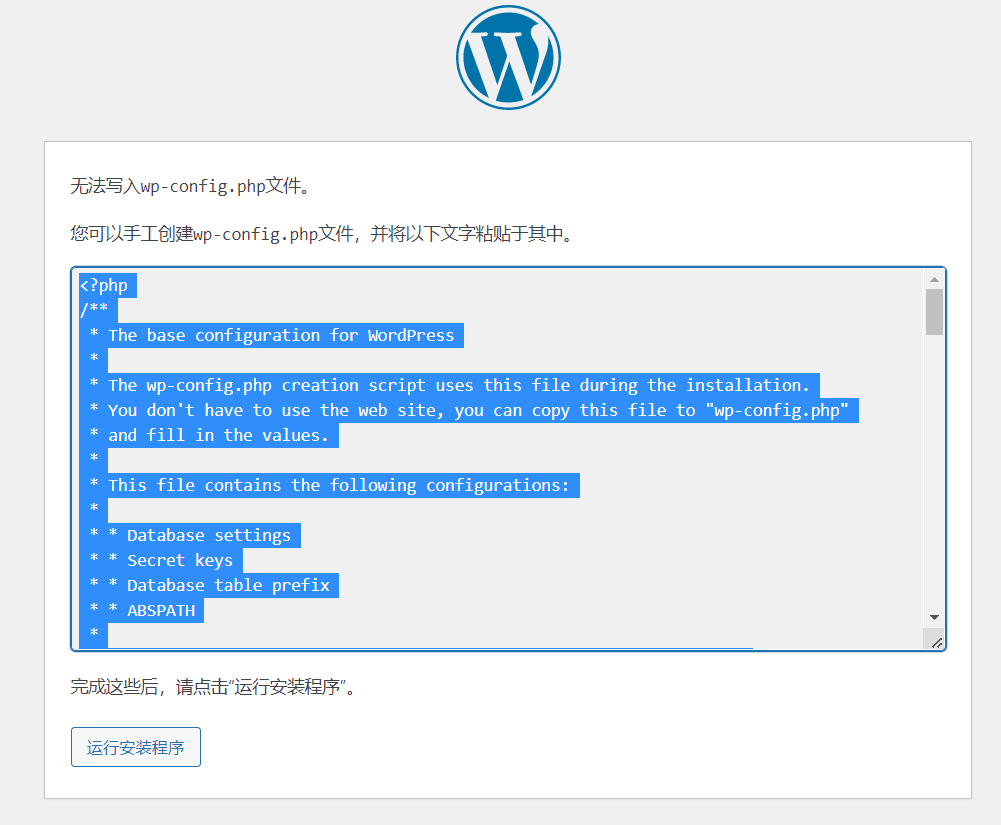 无法写入wp-config.php文件。
您可以手工创建wp-config.php文件，并将以下文字粘贴于其中。
<?php
/**
 * The base configuration for WordPress
 *
 * The wp-config.php creation script uses this file during the installation.
 * You don't have to use the web site, you can copy this file to "wp-config.php"
 * and fill in the values.
 *
 * This file contains the following configurations:
 *
 * * Database settings
 * * Secret keys
 * * Database table prefix
 * * ABSPATH
 *
完成这些后，请点击“运行安装程序”。
运行安装程序